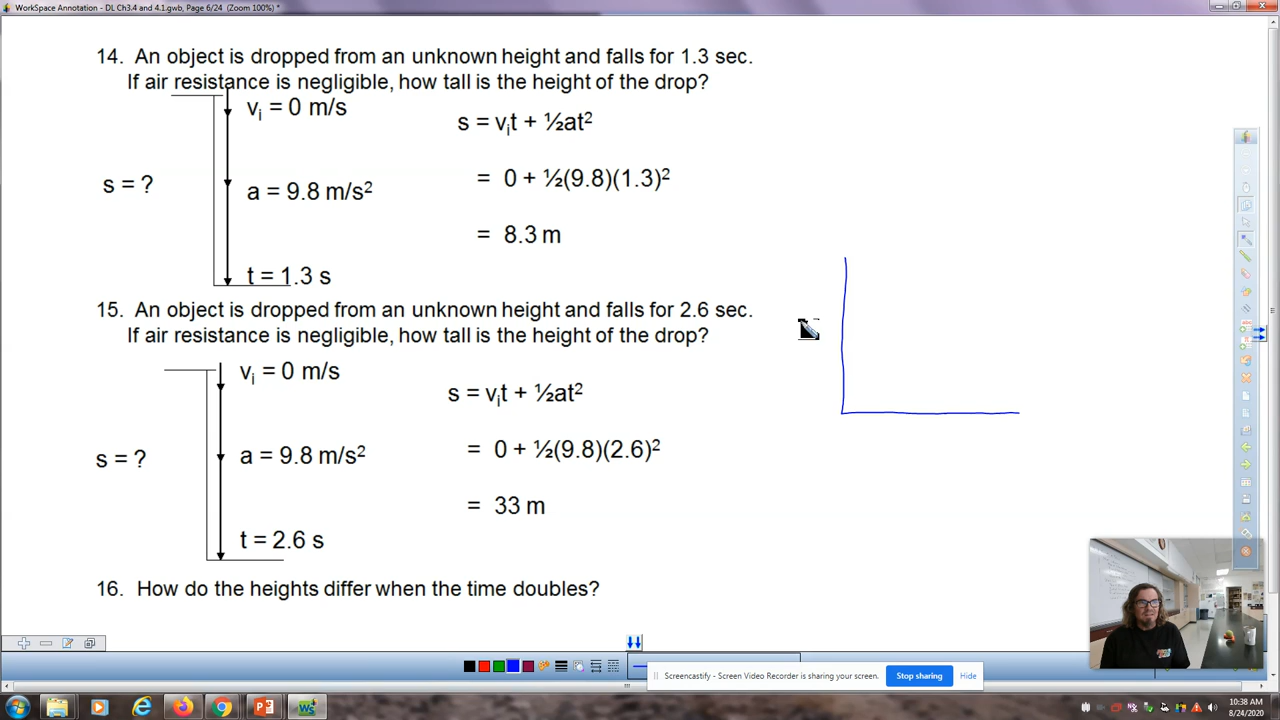 WorkSpace Annotation - DL Ch3.4 and 4.1.gwb, Page 6/24 (Zoom 100%) *
14. An object is dropped from an unknown height and falls for 1.3 sec.
If air resistance is negligible, how tall is the height of the drop?
vi = 0 m/s
s = vit + ½at²
s = ?
a = 9.8 m/s²
= 0 + ½(9.8)(1.3)²
= 8.3 m
t = 1.3 s
15. An object is dropped from an unknown height and falls for 2.6 sec.
If air resistance is negligible, how tall is the height of the drop?
vi = 0 m/s
s = vit + ½at²
s = ?
a = 9.8 m/s²
= 0 + ½(9.8)(2.6)²
= 33 m
t = 2.6 s
16. How do the heights differ when the time doubles?
Screencastify - Screen Video Recorder is sharing your screen.
Stop sharing
Hide
10:38 AM
8/24/2020